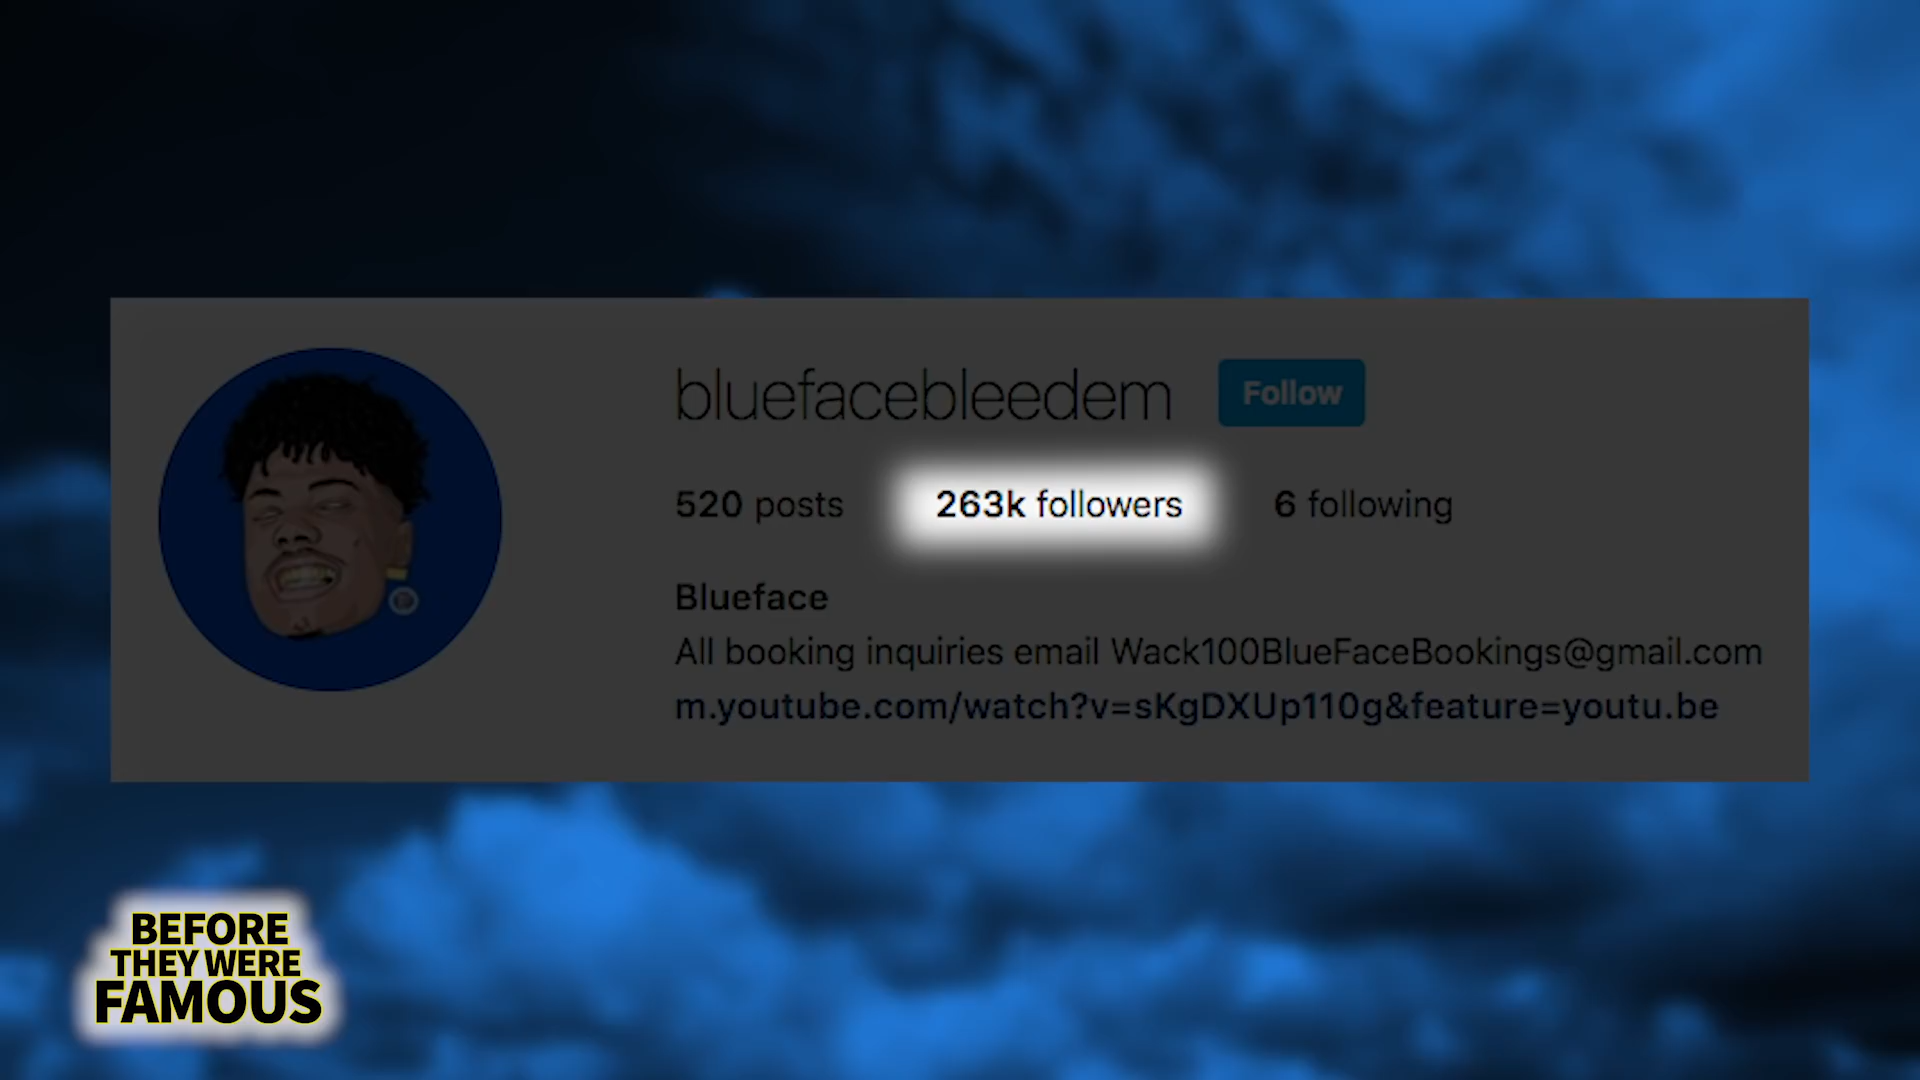 bluefacebleedem Follow
520 posts 263k followers 6 following
Blueface
All booking inquiries email Wack100BlueFaceBookings@gmail.com
m.youtube.com/watch?v=sKgDXUp110g&feature=youtu.be
BEFORE
THEY WERE
FAMOUS